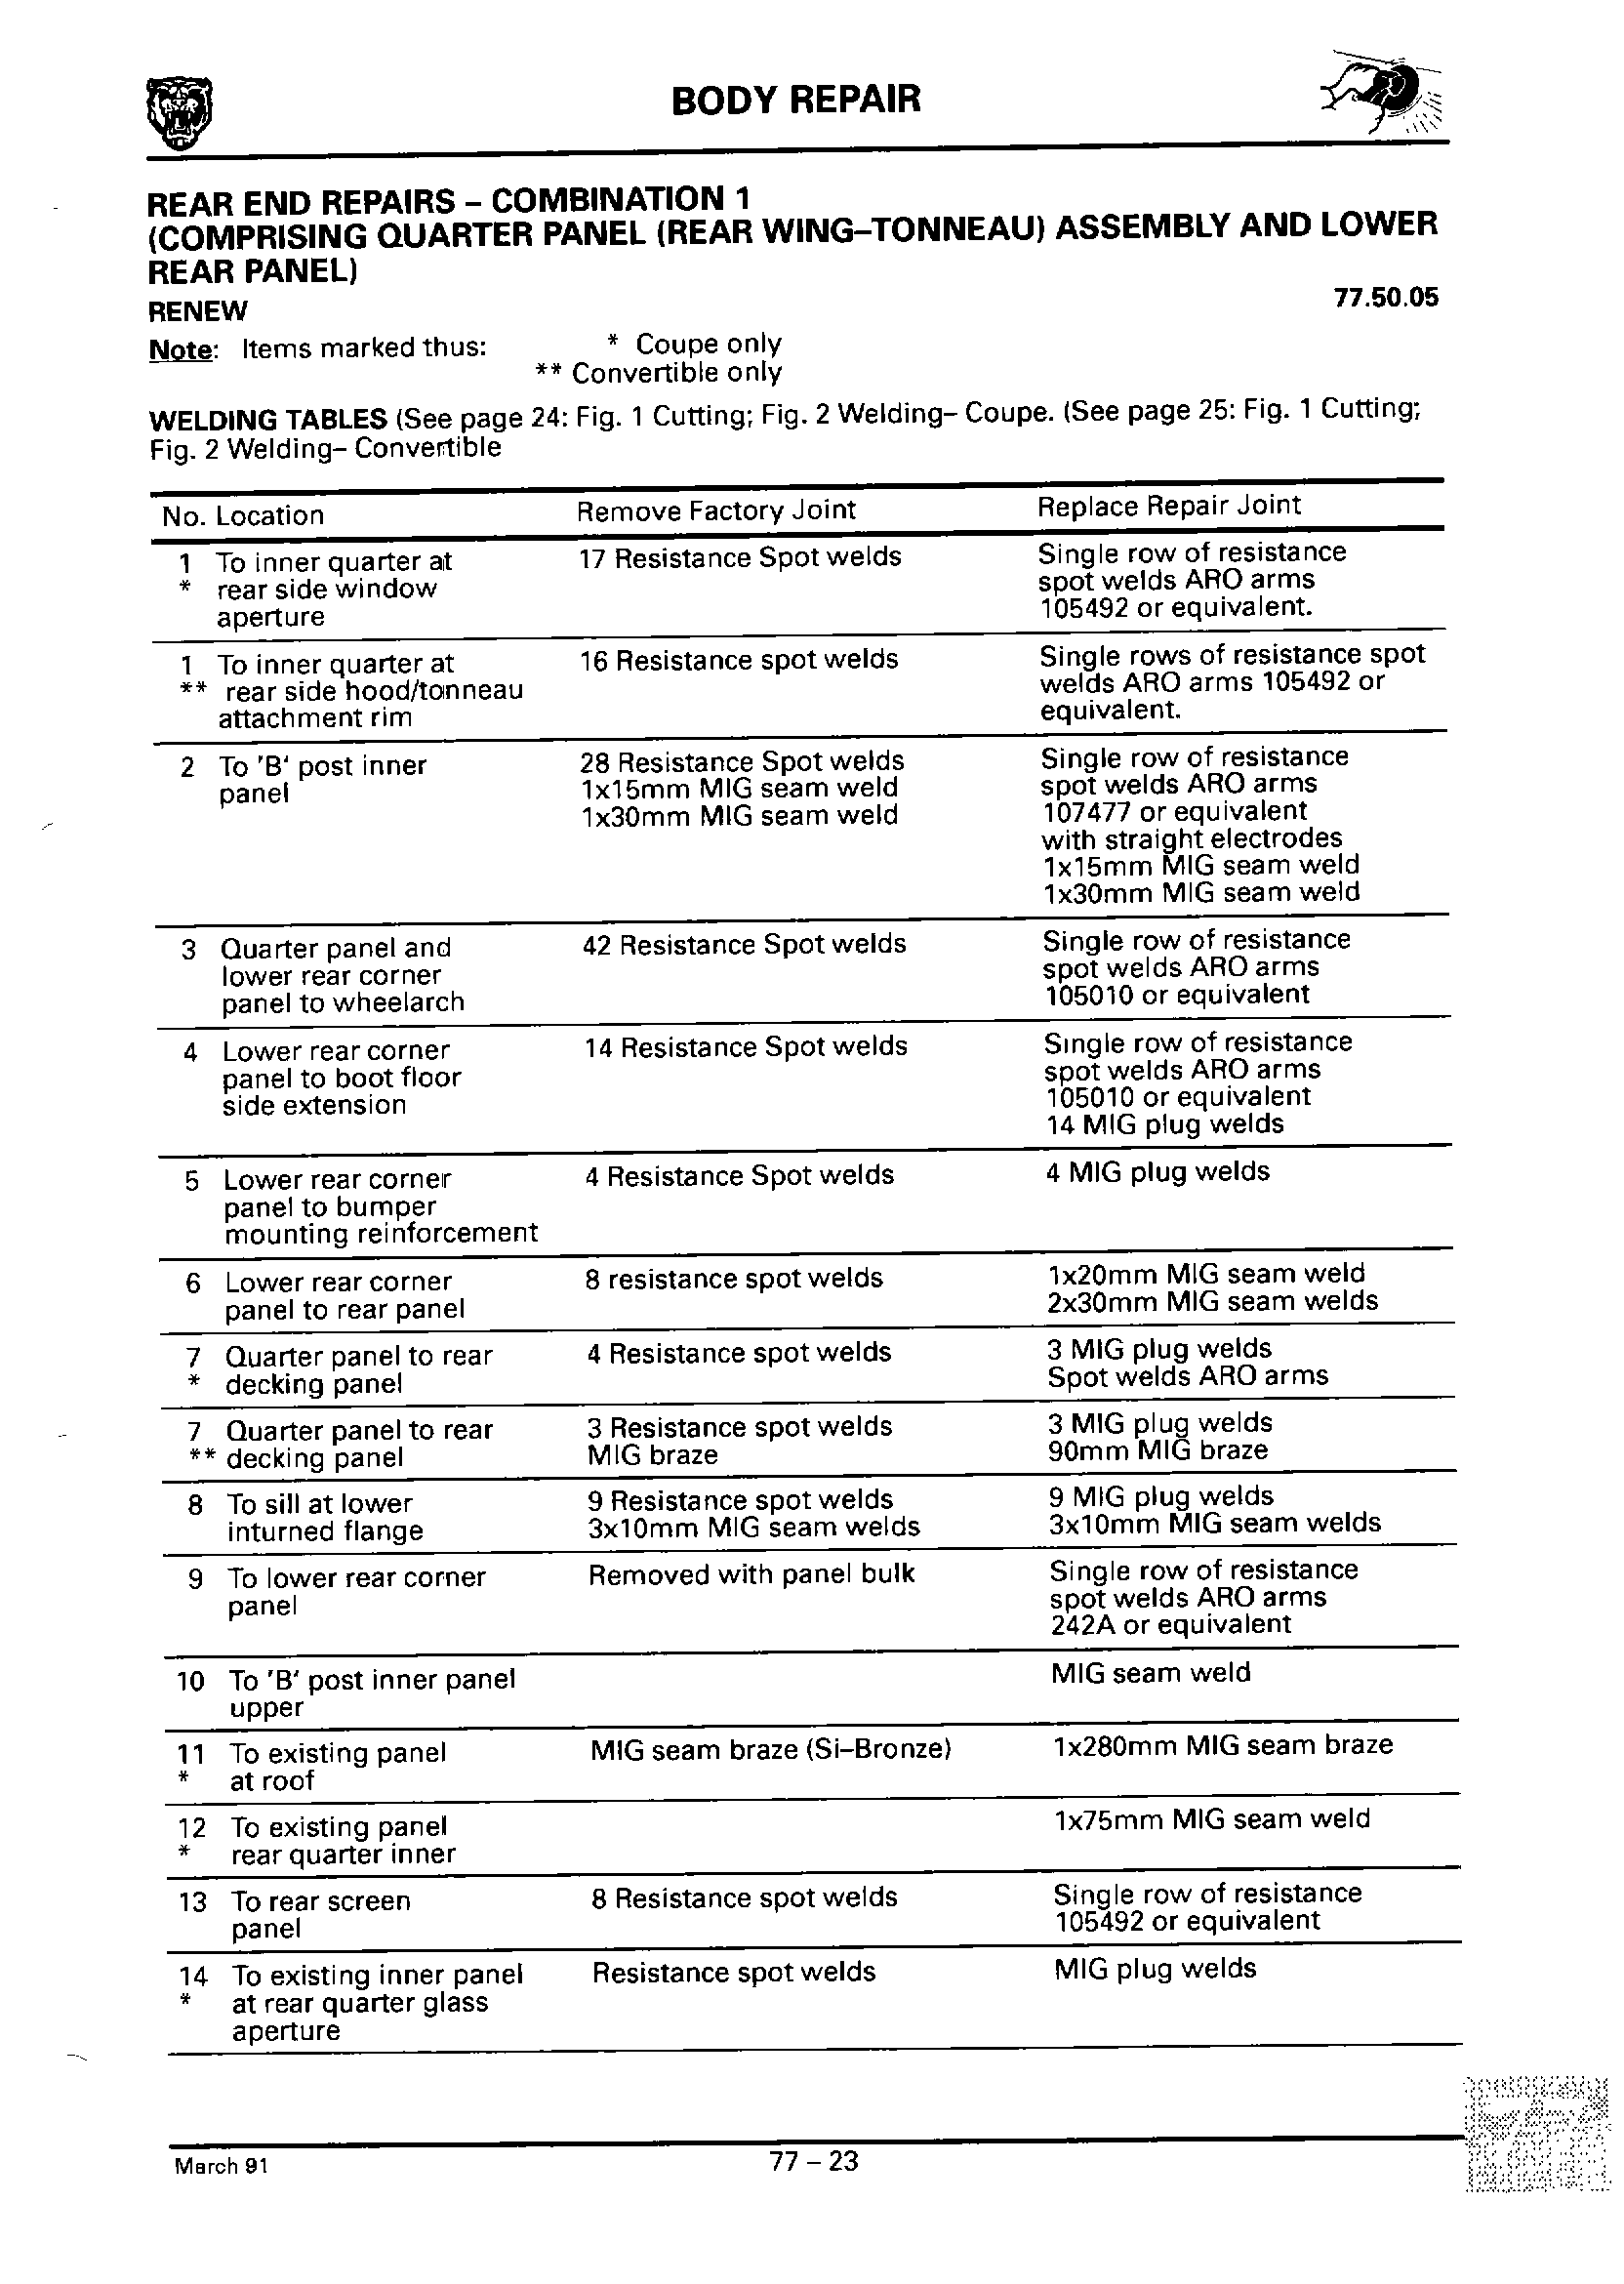 BODY REPAIR
REAR END REPAIRS – COMBINATION 1
(COMPRISING QUARTER PANEL (REAR WING–TONNEAU) ASSEMBLY AND LOWER
REAR PANEL)
RENEW 77.50.05
Note: Items marked thus: * Coupe only
** Convertible only
WELDING TABLES (See page 24: Fig. 1 Cutting; Fig. 2 Welding– Coupe. (See page 25: Fig. 1 Cutting;
Fig. 2 Welding– Convertible
No. Location Remove Factory Joint Replace Repair Joint
1 To inner quarter at 17 Resistance Spot welds Single row of resistance
* rear side window spot welds ARO arms
aperture 105492 or equivalent.
1 To inner quarter at 16 Resistance spot welds Single rows of resistance spot
** rear side hood/tonneau welds ARO arms 105492 or
attachment rim equivalent.
2 To 'B' post inner 28 Resistance Spot welds Single row of resistance
panel 1x15mm MIG seam weld spot welds ARO arms
1x30mm MIG seam weld 107477 or equivalent
with straight electrodes
1x15mm MIG seam weld
1x30mm MIG seam weld
3 Quarter panel and 42 Resistance Spot welds Single row of resistance
lower rear corner spot welds ARO arms
panel to wheelarch 105010 or equivalent
4 Lower rear corner 14 Resistance Spot welds Single row of resistance
panel to boot floor spot welds ARO arms
side extension 105010 or equivalent
14 MIG plug welds
5 Lower rear corner 4 Resistance Spot welds 4 MIG plug welds
panel to bumper
mounting reinforcement
6 Lower rear corner 8 resistance spot welds 1x20mm MIG seam weld
panel to rear panel 2x30mm MIG seam welds
7 Quarter panel to rear 4 Resistance spot welds 3 MIG plug welds
* decking panel Spot welds ARO arms
7 Quarter panel to rear 3 Resistance spot welds 3 MIG plug welds
** decking panel MIG braze 90mm MIG braze
8 To sill at lower 9 Resistance spot welds 9 MIG plug welds
inturned flange 3x10mm MIG seam welds 3x10mm MIG seam welds
9 To lower rear corner Removed with panel bulk Single row of resistance
panel spot welds ARO arms
242A or equivalent
10 To 'B' post inner panel MIG seam weld
upper
11 To existing panel MIG seam braze (Si–Bronze) 1x280mm MIG seam braze
* at roof
12 To existing panel 1x75mm MIG seam weld
* rear quarter inner
13 To rear screen 8 Resistance spot welds Single row of resistance
panel 105492 or equivalent
14 To existing inner panel Resistance spot welds MIG plug welds
* at rear quarter glass
aperture
March 91 77 – 23